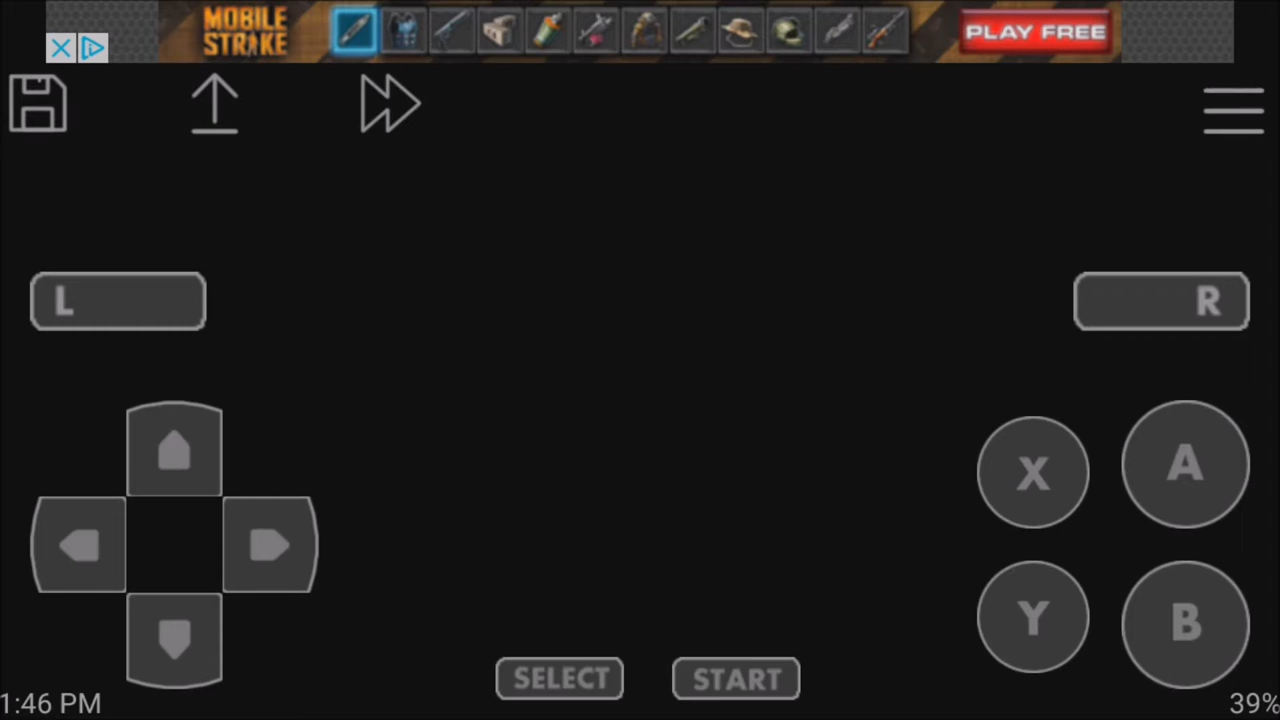 MOBILE
STRIKE
PLAY FREE
L
R
X
A
Y
B
SELECT
START
1:46 PM
39%